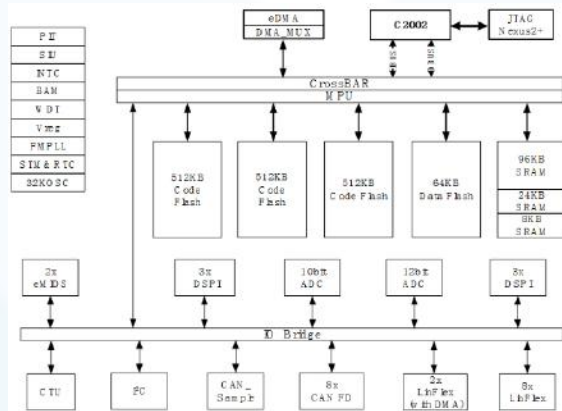 PIT
SIU
INTC
BAM
WDT
Vreg
FMPLL
STM & RTC
32KOSC
eDMA
DMA_MUX
C2002
JTAG
Nexus2+
CrossBAR
MPU
512KB
Code
Flash
512KB
Code
Flash
512KB
Code Flash
64KB
Data Flash
96KB
SRAM
24KB
SRAM
8KB
SRAM
2x
eMIOS
3x
DSPI
10bit
ADC
12bit
ADC
3x
DSPI
IO Bridge
CTU
I²C
CAN_
Sample
8x
CAN FD
2x
LinFlex
(with DMA)
8x
LinFlex